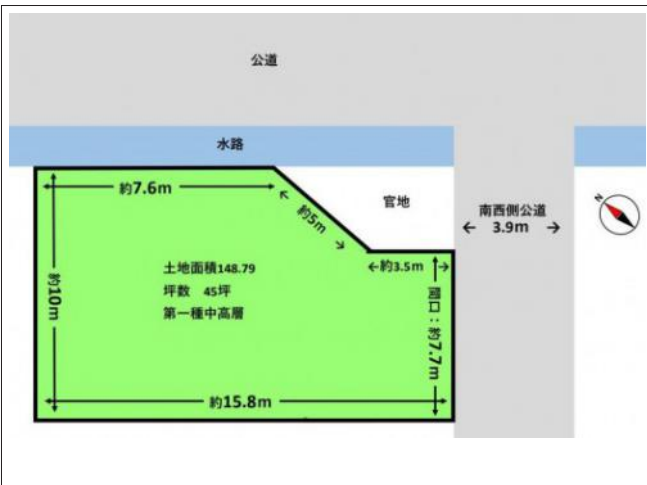 公道
水路
約7.6m
官地
約5m
南西側公道
3.9m
N
土地面積148.79
坪数 45坪
第一種中高層
約3.5m
約10m
間口:約7.7m
約15.8m